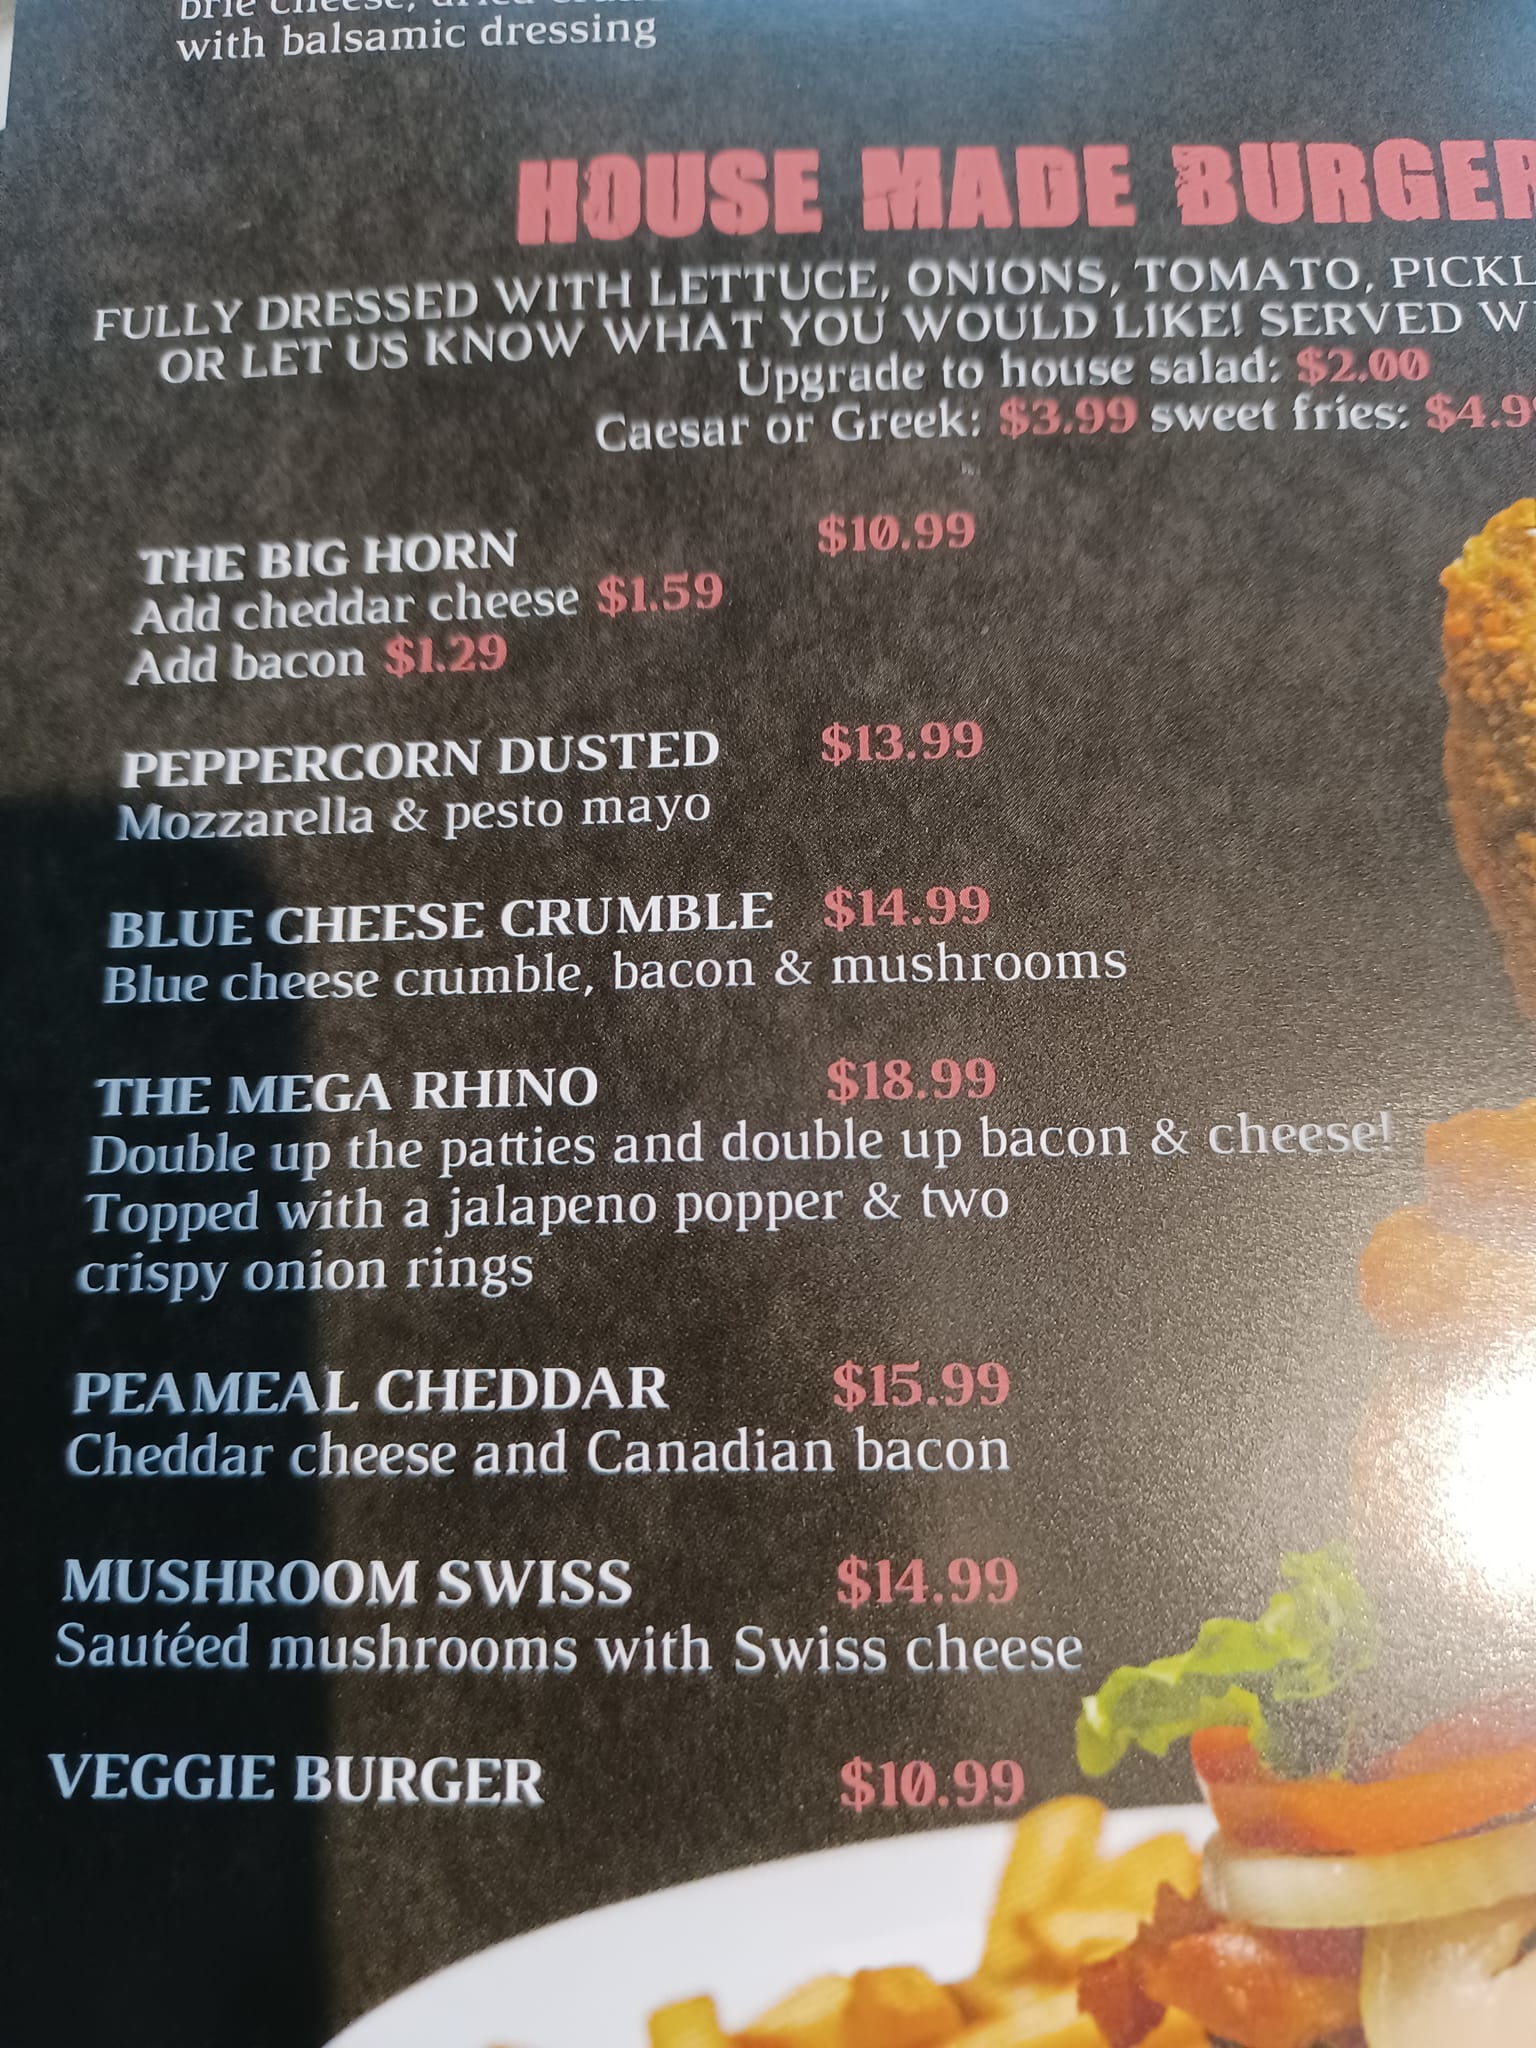 with balsamic dressing
HOUSE MADE BURGER
FULLY DRESSED WITH LETTUCE, ONIONS, TOMATO, PICKL
OR LET US KNOW WHAT YOU WOULD LIKE! SERVED W
Upgrade to house salad: $2.00
Caesar or Greek: $3.99 sweet fries: $4.9
THE BIG HORN $10.99
Add cheddar cheese $1.59
Add bacon $1.29
PEPPERCORN DUSTED $13.99
Mozzarella & pesto mayo
BLUE CHEESE CRUMBLE $14.99
Blue cheese crumble, bacon & mushrooms
THE MEGA RHINO $18.99
Double up the patties and double up bacon & cheese!
Topped with a jalapeno popper & two
crispy onion rings
PEAMEAL CHEDDAR $15.99
Cheddar cheese and Canadian bacon
MUSHROOM SWISS $14.99
Sautéed mushrooms with Swiss cheese
VEGGIE BURGER $10.99